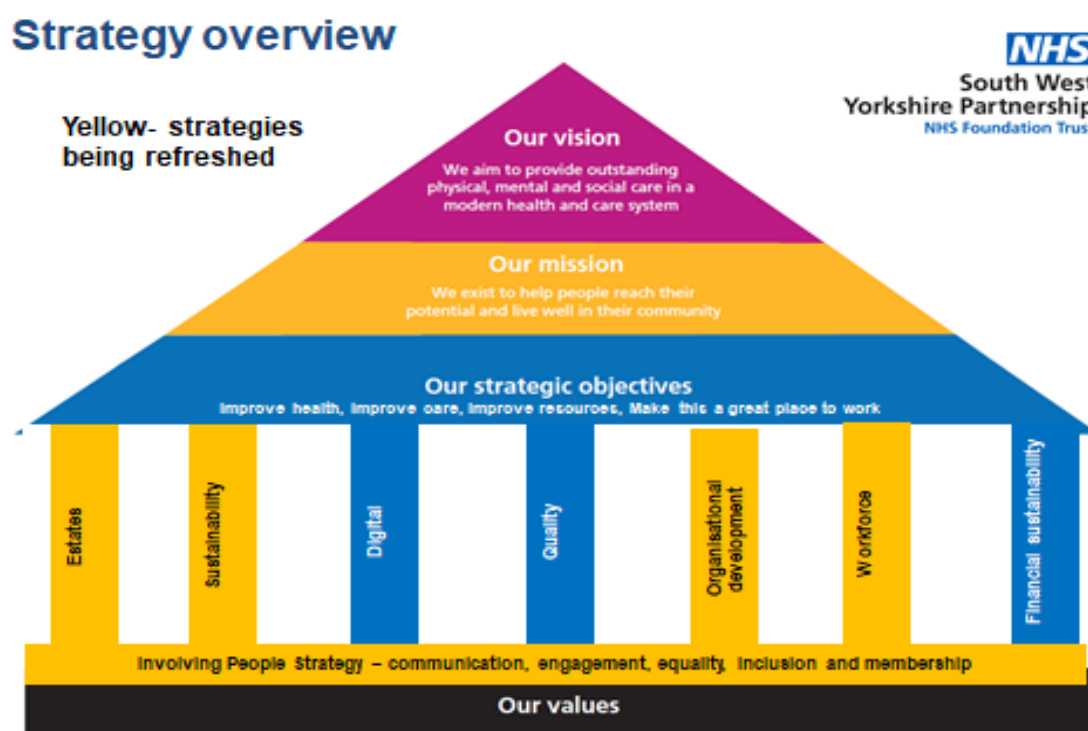 Strategy overview
NHS
South West
Yorkshire Partnership
NHS Foundation Trus
Yellow- strategies
being refreshed
Our vision
We aim to provide outstanding
physical, mental and social care in a
modern health and care system
Our mission
We exist to help people reach their
potential and live well in their community
Our strategic objectives
Improve health, Improve care, Improve resources, Make this a great place to work
Estates
Sustainability
Digital
Quality
Organisational
development
Workforce
Financial sustainability
Involving People Strategy – communication, engagement, equality, inclusion and membership
Our values